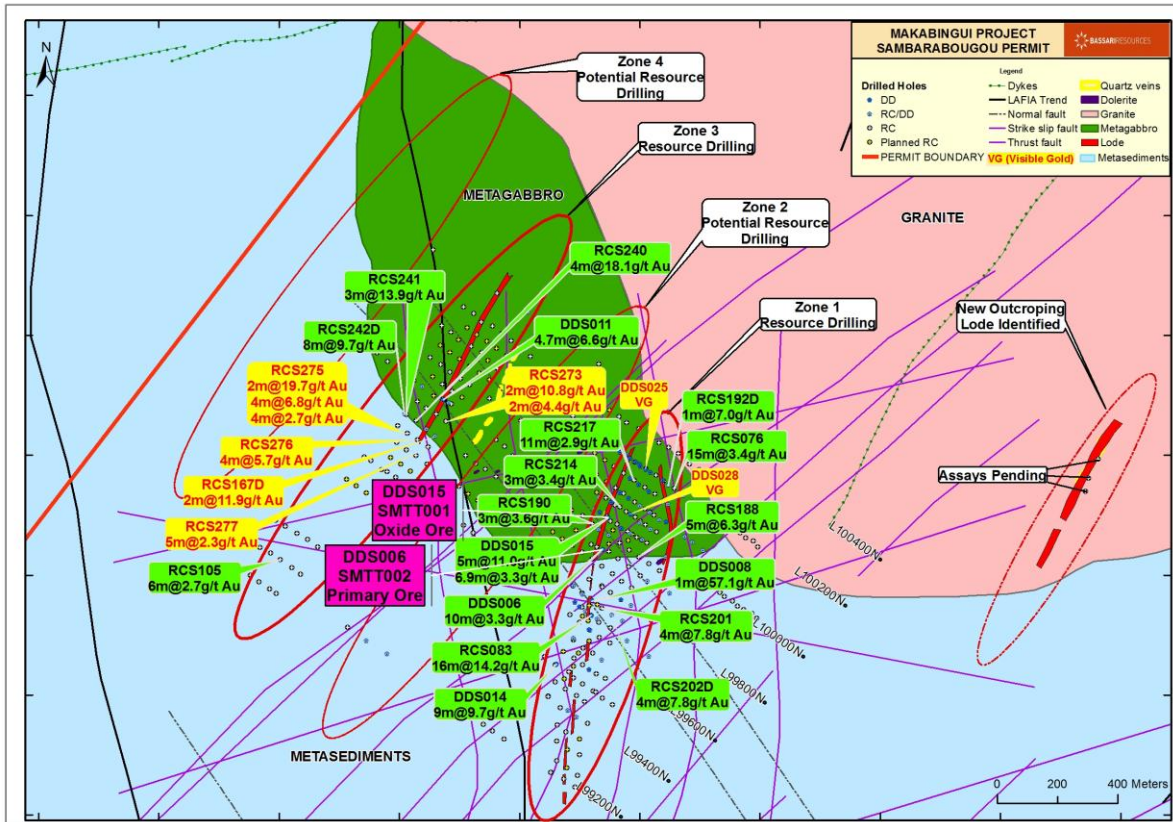 N
MAKABINGUI PROJECT
SAMBARABOUGOU PERMIT
BASSARI RESOURCES
Legend
Drilled Holes
DD
RC/DD
RC
Planned RC
PERMIT BOUNDARY
Dykes
LAFIA Trend
Normal fault
Strike slip fault
Thrust fault
VG (Visible Gold)
Quartz veins
Dolerite
Granite
Metagabbro
Lode
Metasediments
Zone 4
Potential Resource
Drilling
Zone 3
Resource Drilling
METAGABBRO
Zone 2
Potential Resource
Drilling
GRANITE
RCS240
4m@18.1g/t Au
RCS241
3m@13.9g/t Au
Zone 1
Resource Drilling
New Outcroping
Lode Identified
RCS242D
8m@9.7g/t Au
DDS011
4.7m@6.6g/t Au
RCS275
2m@19.7g/t Au
4m@6.8g/t Au
4m@2.7g/t Au
RCS273
2m@10.8g/t Au
2m@4.4g/t Au
DDS025
VG
RCS192D
1m@7.0g/t Au
RCS217
11m@2.9g/t Au
RCS076
15m@3.4g/t Au
RCS276
4m@5.7g/t Au
RCS214
3m@3.4g/t Au
DDS028
VG
Assays Pending
RCS167D
2m@11.9g/t Au
DDS015
SMTT001
Oxide Ore
RCS190
3m@3.6g/t Au
RCS188
5m@6.3g/t Au
RCS277
5m@2.3g/t Au
DDS015
5m@11.0g/t Au
6.9m@3.3g/t Au
DDS006
SMTT002
Primary Ore
RCS105
6m@2.7g/t Au
DDS008
1m@57.1g/t Au
DDS006
10m@3.3g/t Au
RCS201
4m@7.8g/t Au
RCS083
16m@14.2g/t Au
RCS202D
4m@7.8g/t Au
DDS014
9m@9.7g/t Au
L100400N
L100200N
L100000N
L99800N
L99600N
L99400N
L99200N
METASEDIMENTS
0 200 400 Meters